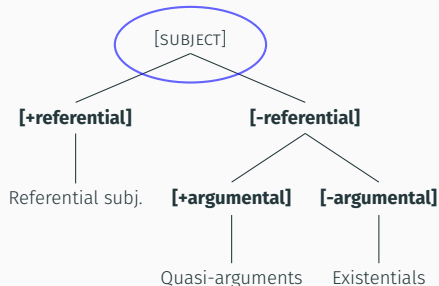 [SUBJECT]
[+referential] [-referential]
Referential subj. [+argumental] [-argumental]
Quasi-arguments Existentials